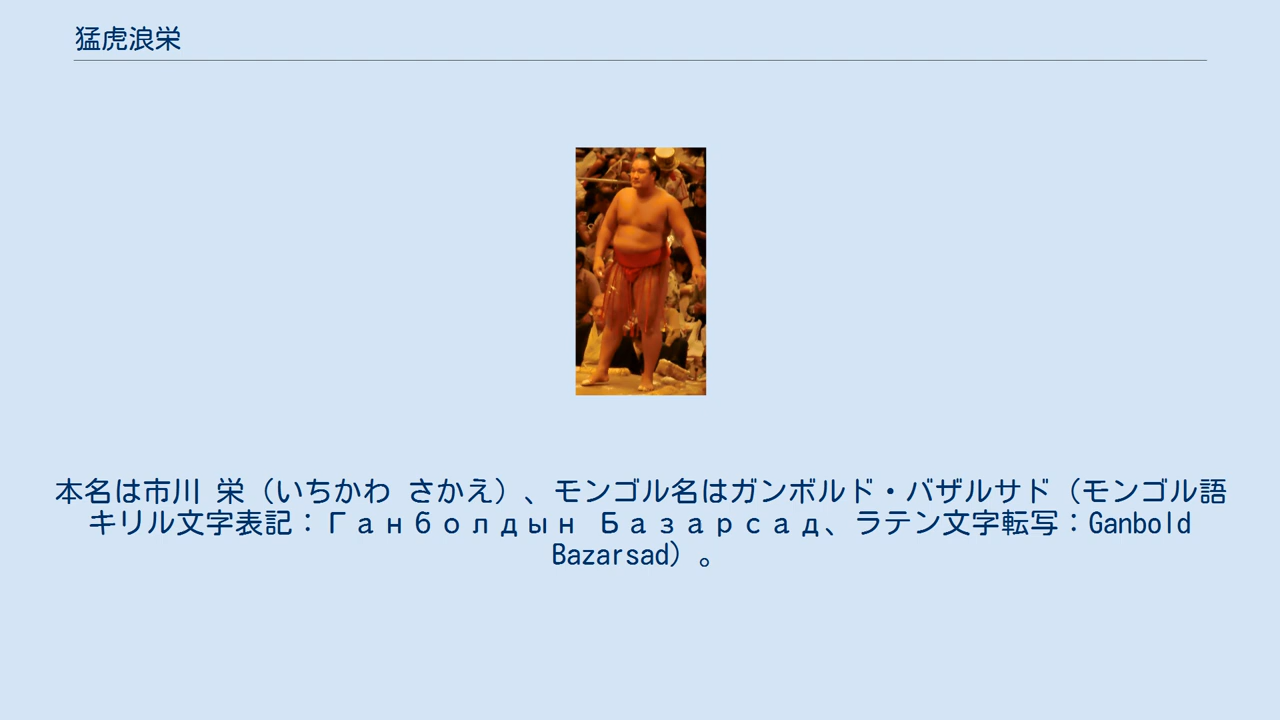 猛虎浪栄
本名は市川 栄（いちかわ さかえ）、モンゴル名はガンボルド・バザルサド（モンゴル語
キリル文字表記：Ганболдын Базарсад、ラテン文字転写：Ganbold
Bazarsad）。